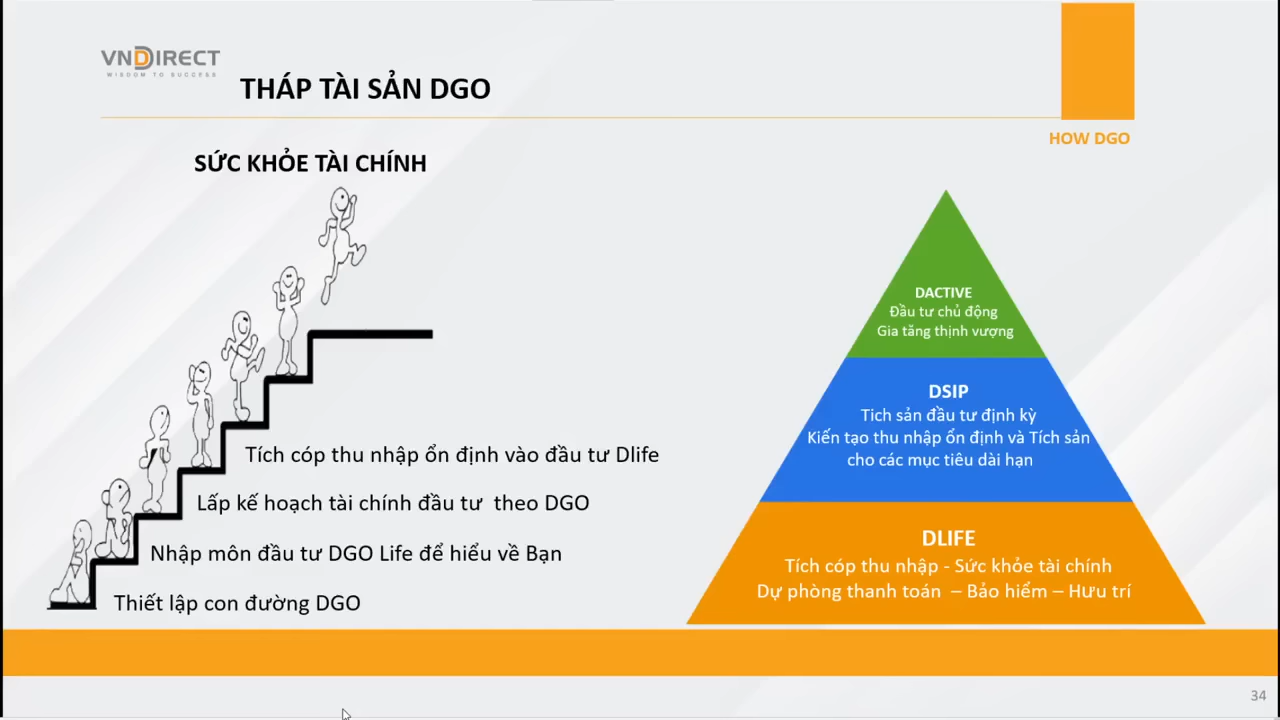 VNDIRECT
WISDOM TO SUCCESS
THÁP TÀI SẢN DGO
HOW DGO
SỨC KHỎE TÀI CHÍNH
Tích cóp thu nhập ổn định vào đầu tư Dlife
Lấp kế hoạch tài chính đầu tư theo DGO
Nhập môn đầu tư DGO Life để hiểu về Bạn
Thiết lập con đường DGO
DACTIVE
Đầu tư chủ động
Gia tăng thịnh vượng
DSIP
Tich sản đầu tư định kỳ
Kiến tạo thu nhập ổn định và Tích sản
cho các mục tiêu dài hạn
DLIFE
Tích cóp thu nhập - Sức khỏe tài chính
Dự phòng thanh toán – Bảo hiểm – Hưu trí
34